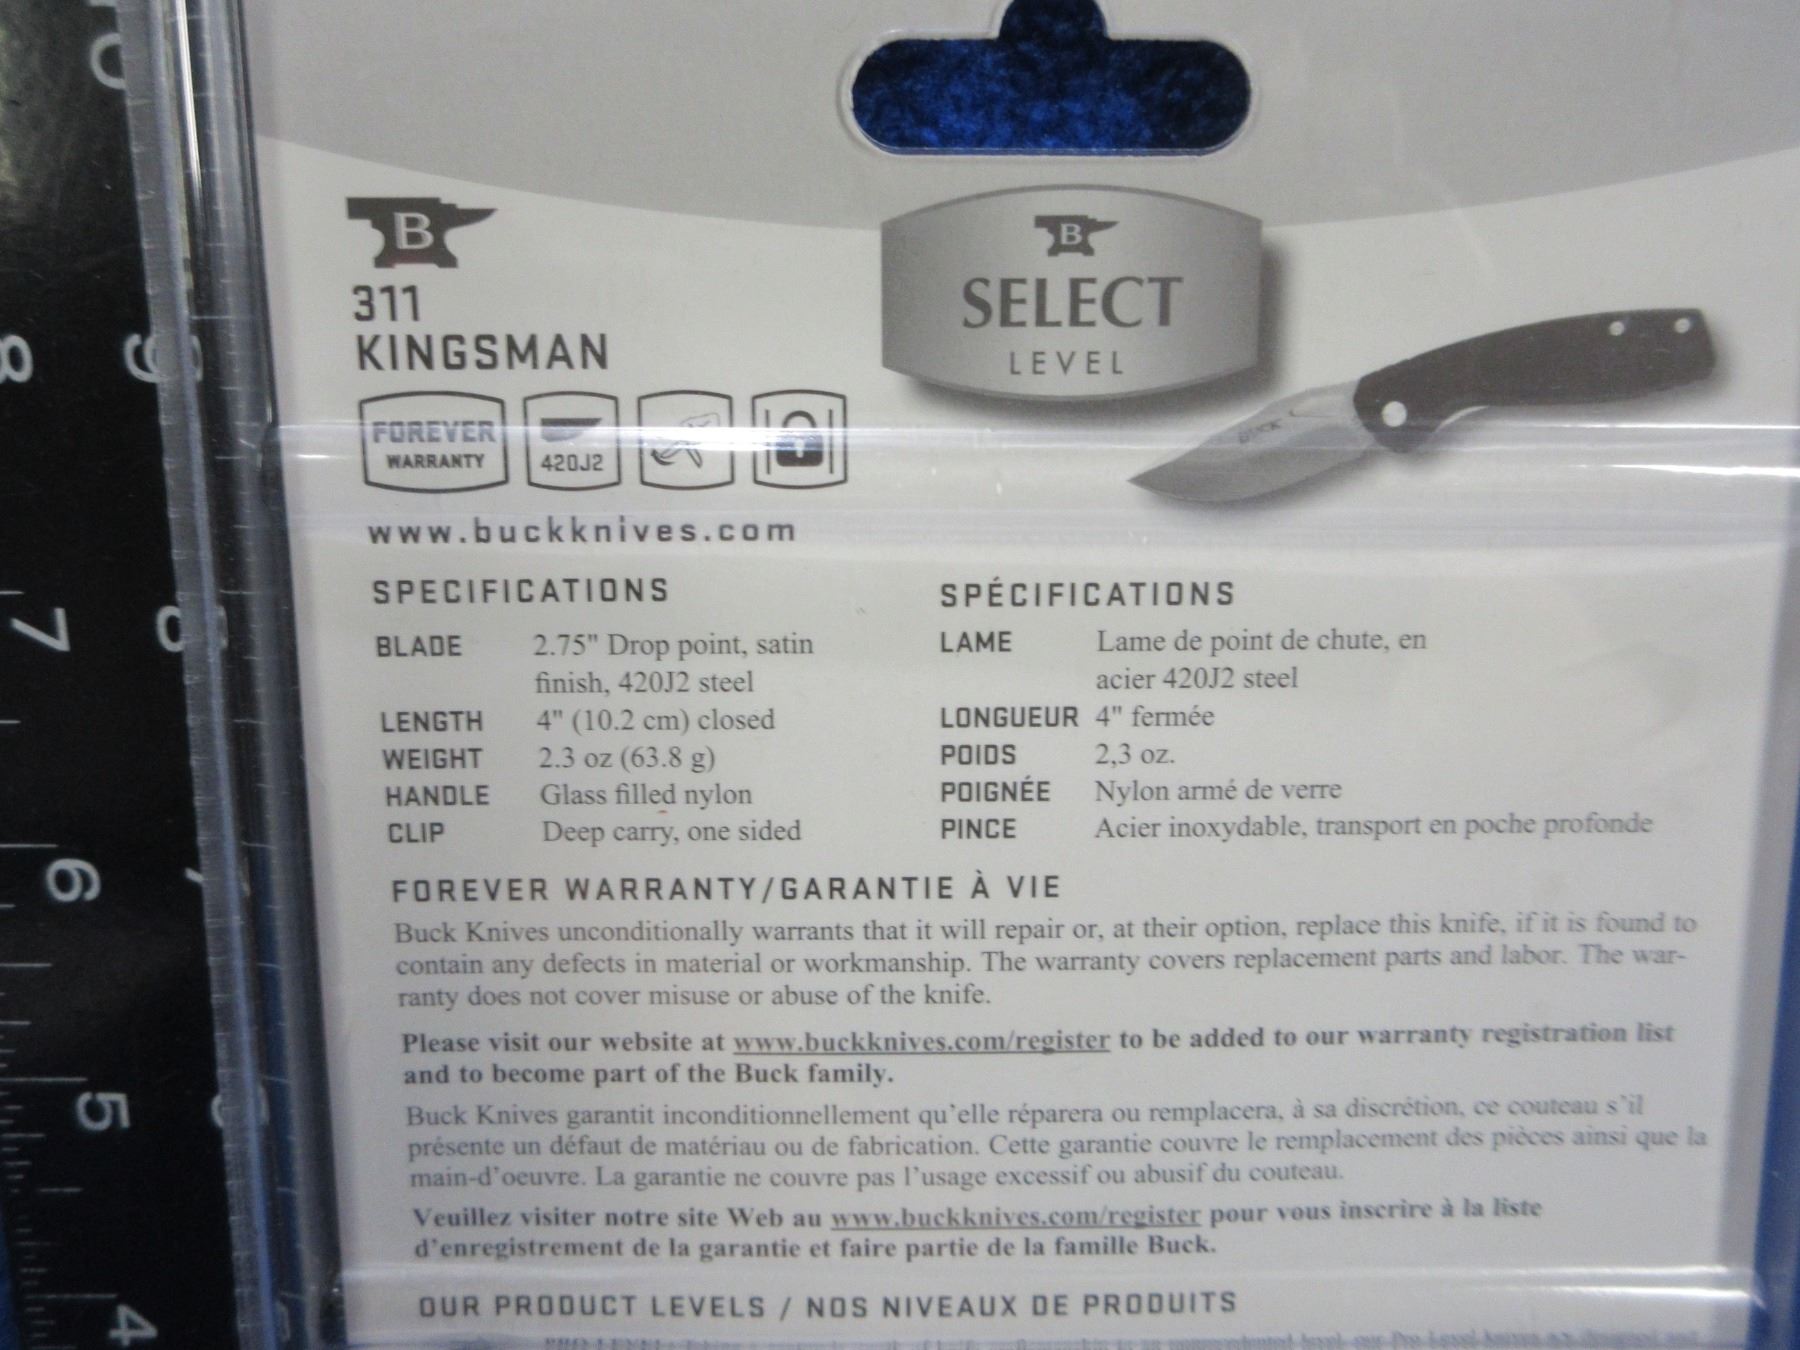 B
311
KINGSMAN
FOREVER
WARRANTY
420J2
www.buckknives.com
B
SELECT
LEVEL
BUCK
SPECIFICATIONS
BLADE 2.75" Drop point, satin
finish, 420J2 steel
LENGTH 4" (10.2 cm) closed
WEIGHT 2.3 oz (63.8 g)
HANDLE Glass filled nylon
CLIP Deep carry, one sided
SPÉCIFICATIONS
LAME Lame de point de chute, en
acier 420J2 steel
LONGUEUR 4" fermée
POIDS 2,3 oz.
POIGNÉE Nylon armé de verre
PINCE Acier inoxydable, transport en poche profonde
FOREVER WARRANTY/GARANTIE À VIE
Buck Knives unconditionally warrants that it will repair or, at their option, replace this knife, if it is found to
contain any defects in material or workmanship. The warranty covers replacement parts and labor. The war-
ranty does not cover misuse or abuse of the knife.
Please visit our website at www.buckknives.com/register to be added to our warranty registration list
and to become part of the Buck family.
Buck Knives garantit inconditionnellement qu'elle réparera ou remplacera, à sa discrétion, ce couteau s'il
présente un défaut de matériau ou de fabrication. Cette garantie couvre le remplacement des pièces ainsi que la
main-d'oeuvre. La garantie ne couvre pas l'usage excessif ou abusif du couteau.
Veuillez visiter notre site Web au www.buckknives.com/register pour vous inscrire à la liste
d'enregistrement de la garantie et faire partie de la famille Buck.
OUR PRODUCT LEVELS / NOS NIVEAUX DE PRODUITS
10
9
8
8
7
6
5
4